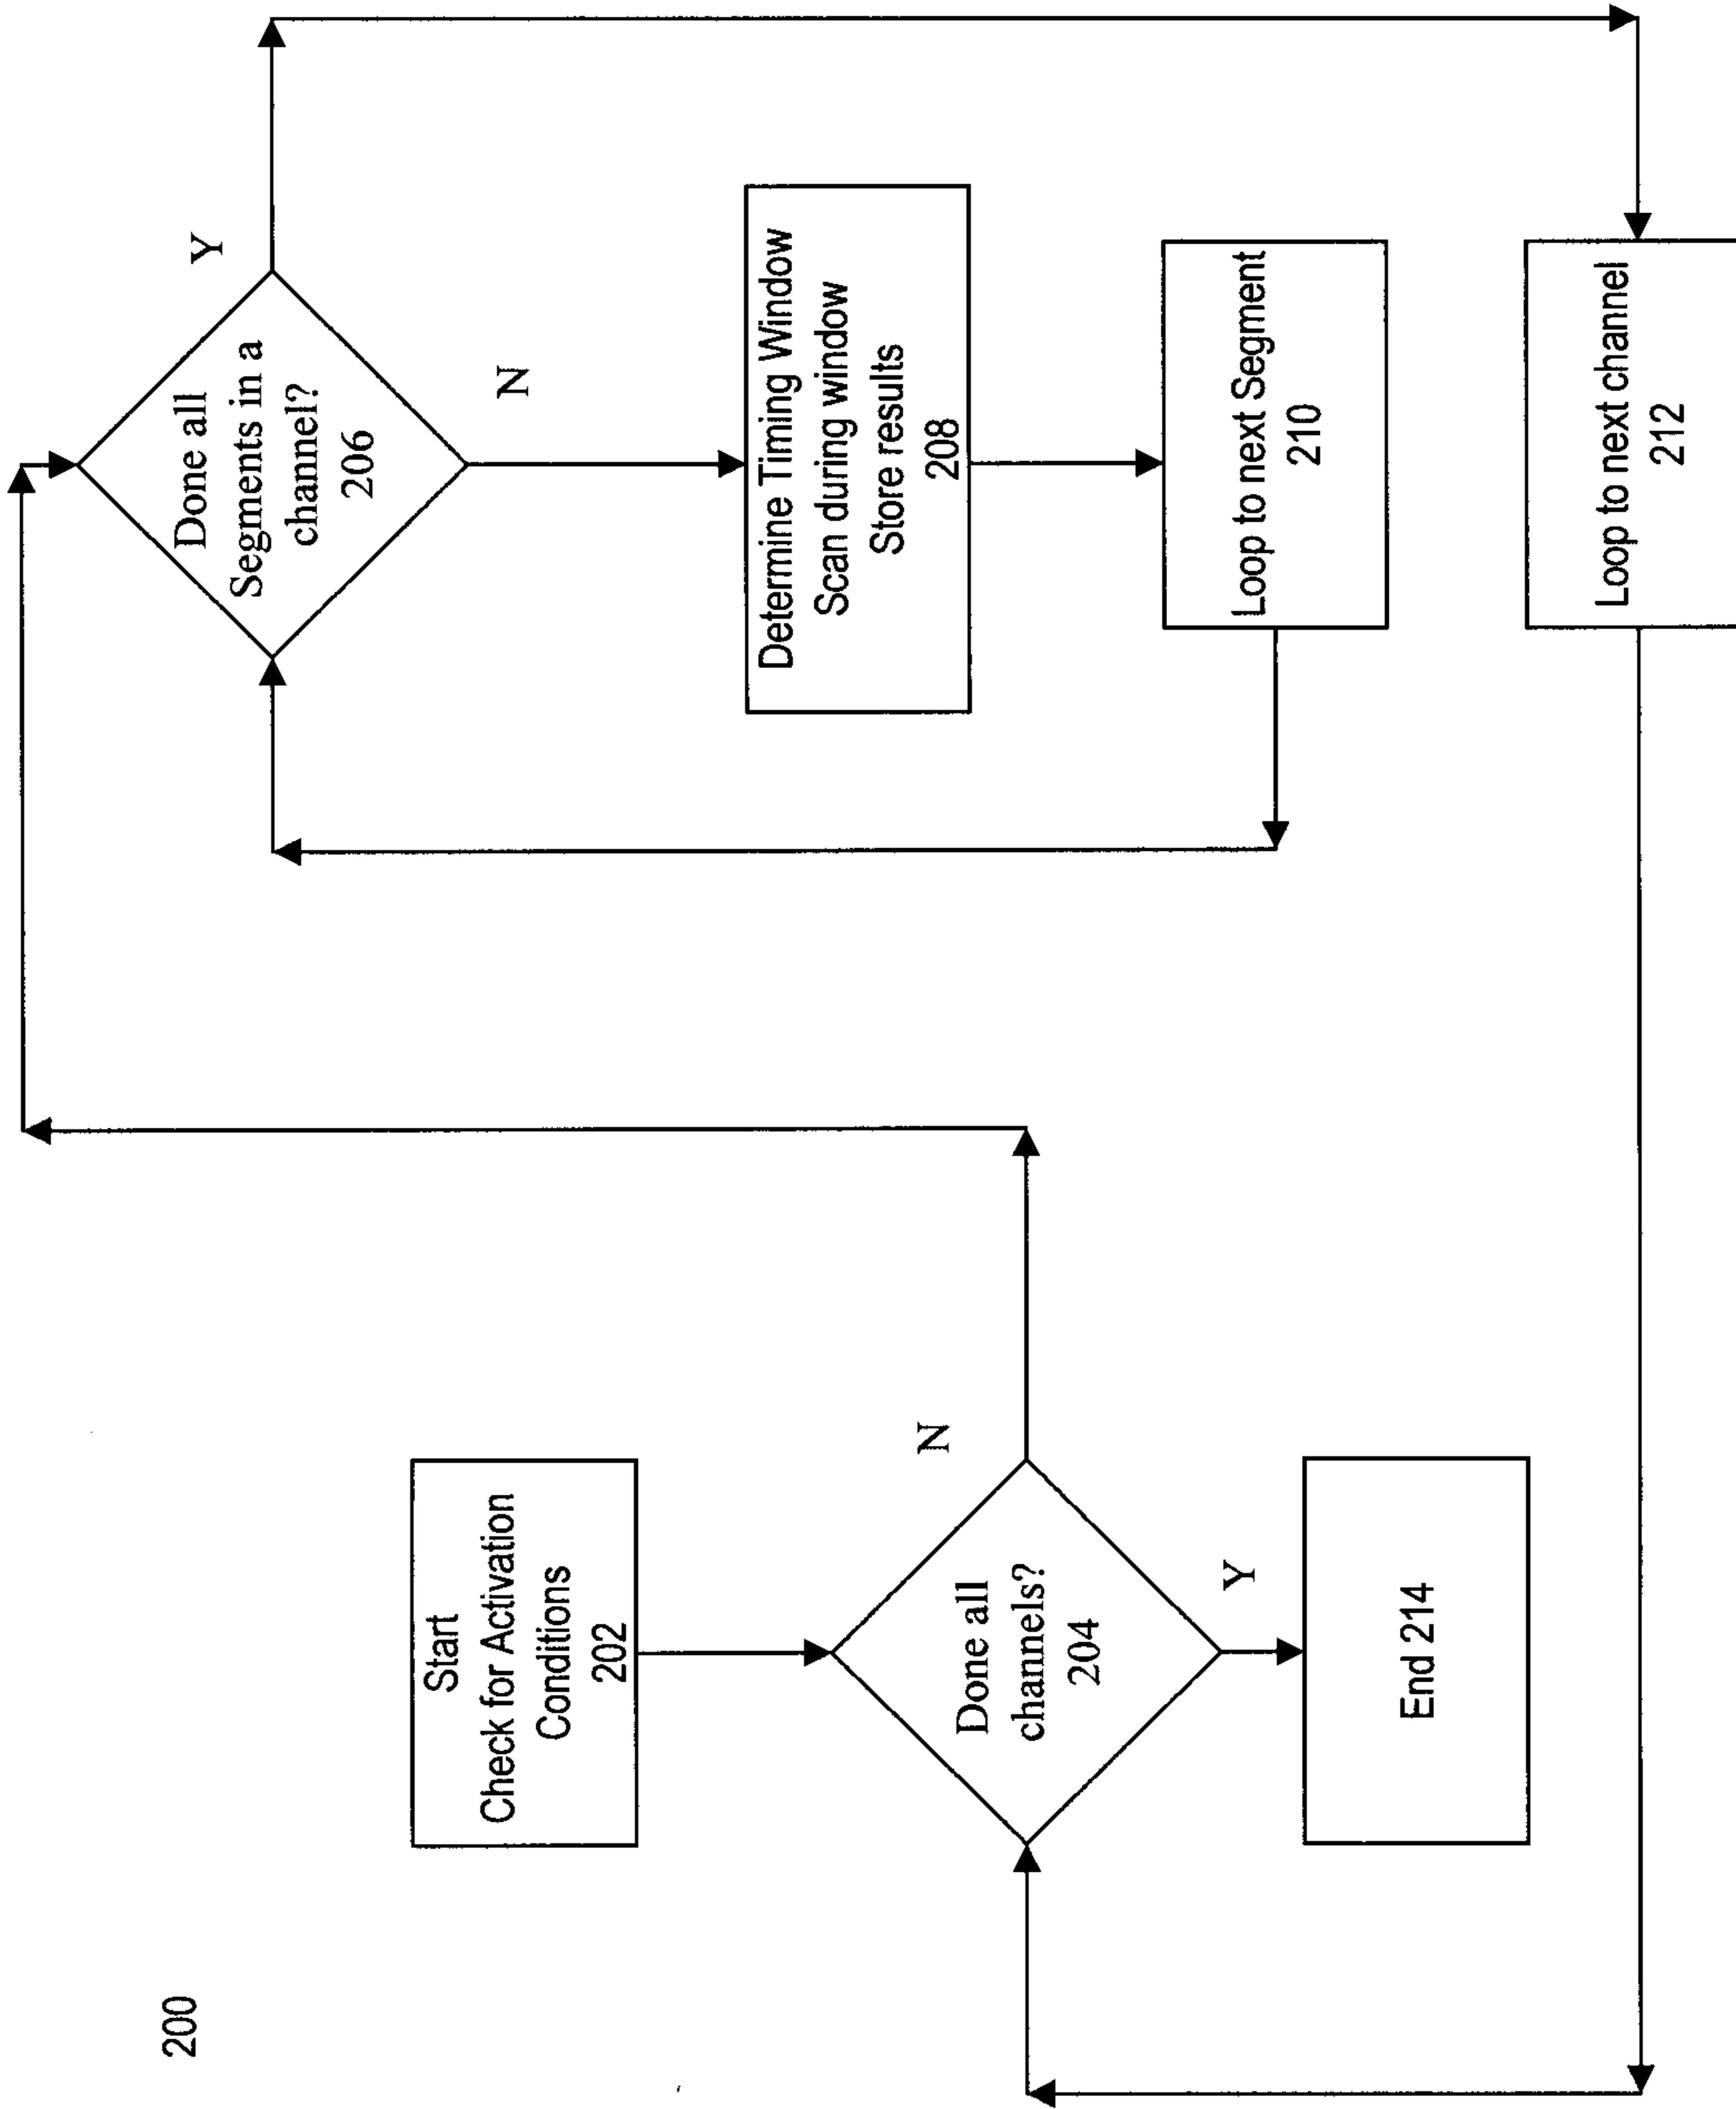 200
Start
Check for Activation
Conditions
202
Done all
channels?
204
N
Y
End 214
Done all
Segments in a
channel?
206
Y
N
Determine Timing Window
Scan during window
Store results
208
Loop to next Segment
210
Loop to next channel
212